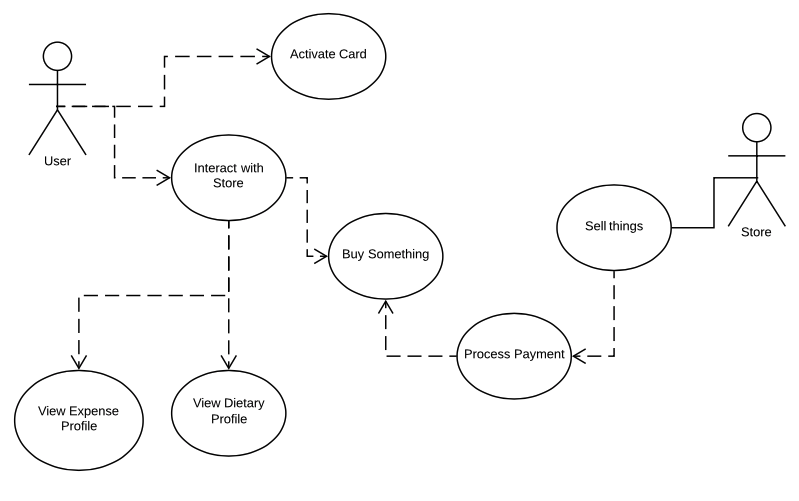 Activate Card
User
Interact with
Store
Sell things
Store
Buy Something
Process Payment
View Expense
Profile
View Dietary
Profile